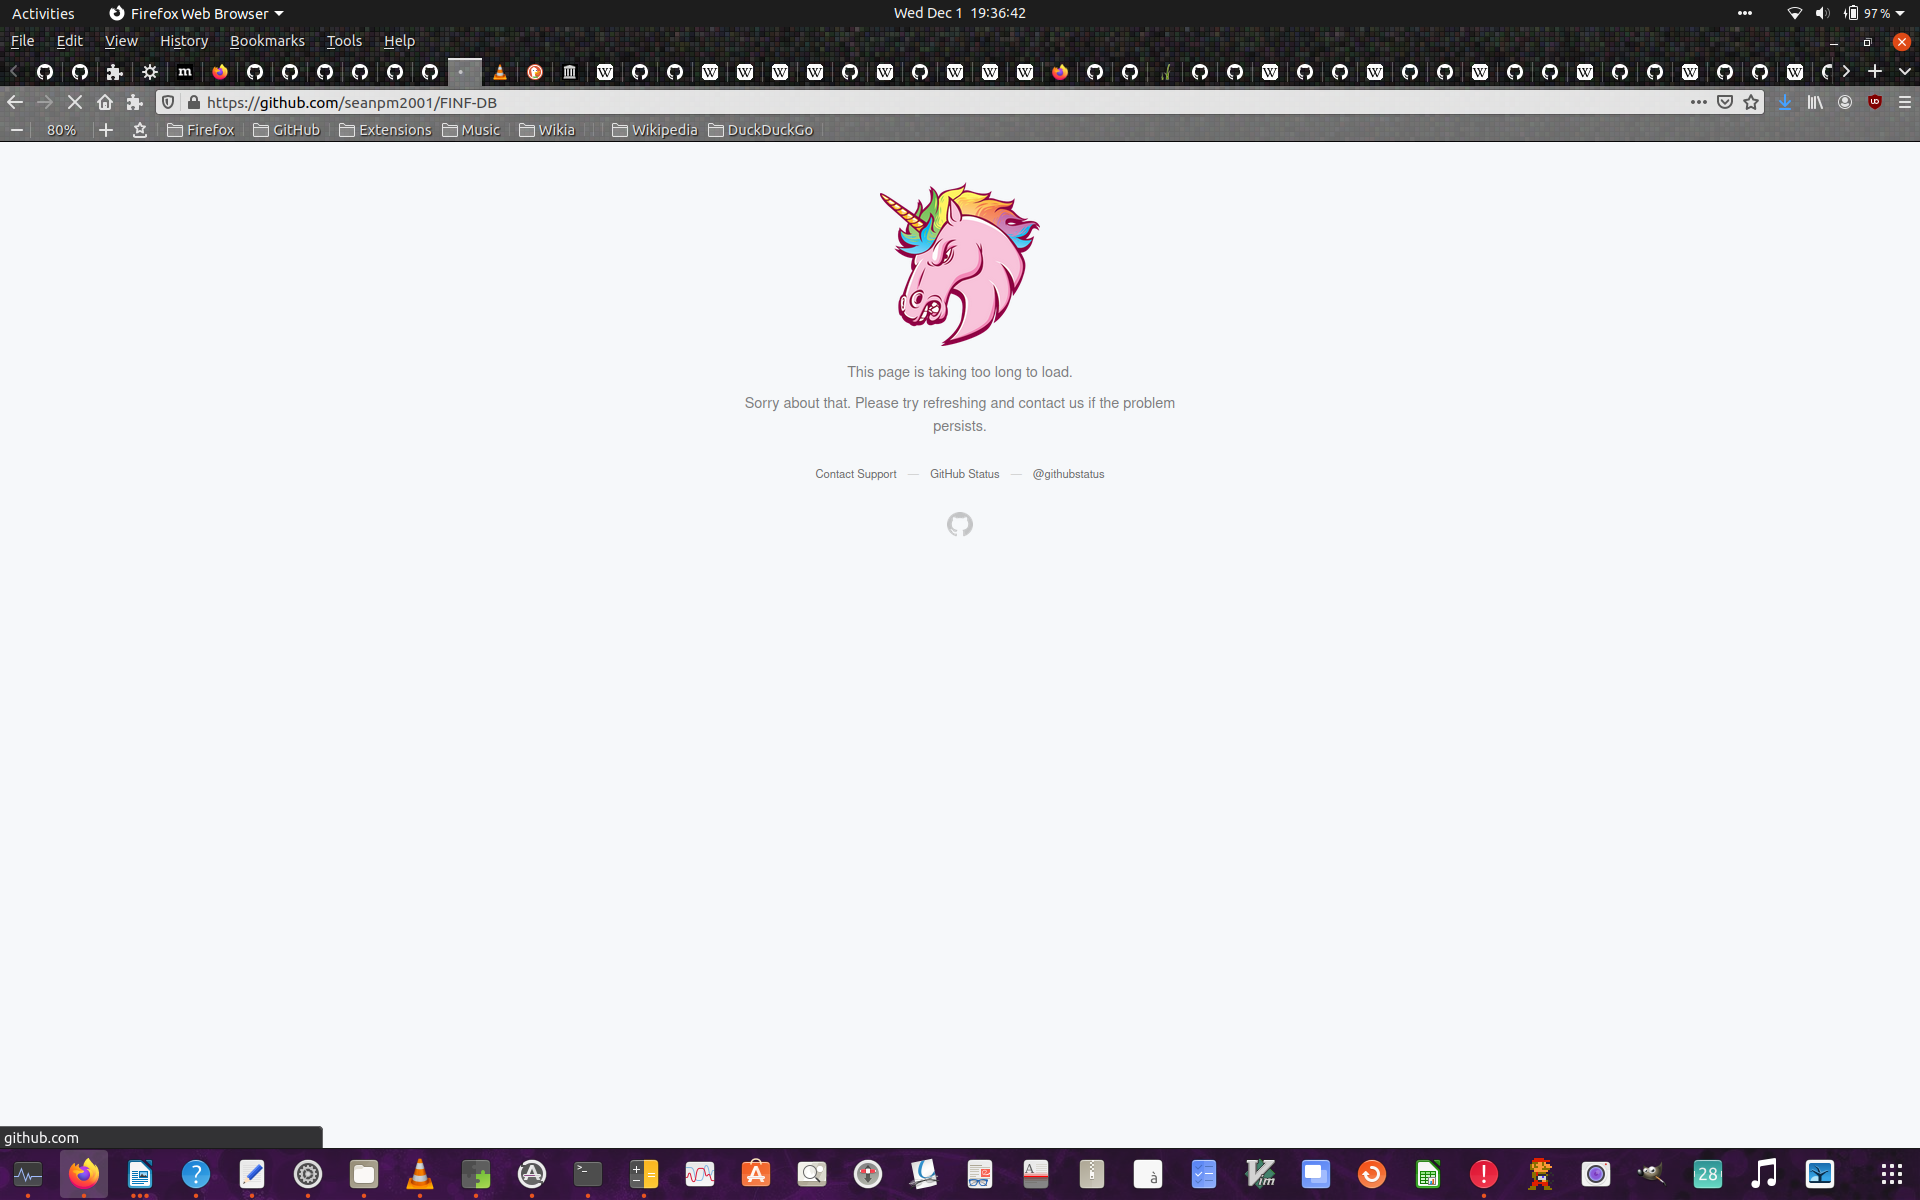 Activities
Firefox Web Browser
Wed Dec 1 19:36:42
97 %
File Edit View History Bookmarks Tools Help
https://github.com/seanpm2001/FINF-DB
80%
Firefox
GitHub
Extensions
Music
Wikia
Wikipedia
DuckDuckGo
This page is taking too long to load.
Sorry about that. Please try refreshing and contact us if the problem
persists.
Contact Support — GitHub Status — @githubstatus
github.com
28